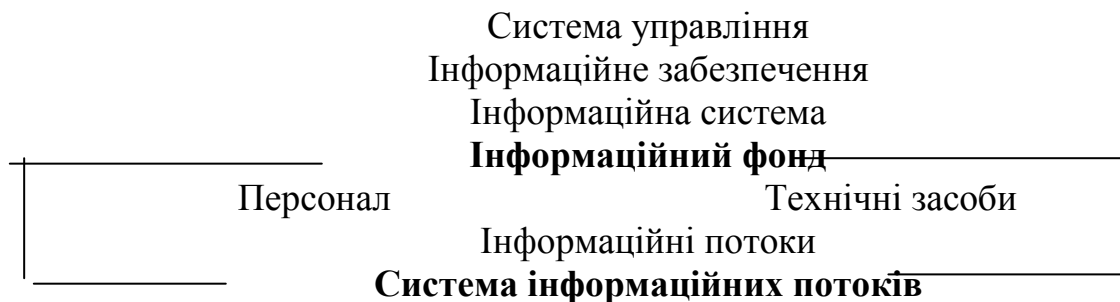 Система управління
Інформаційне забезпечення
Інформаційна система
Інформаційний фонд
Персонал Технічні засоби
Інформаційні потоки
Система інформаційних потоків